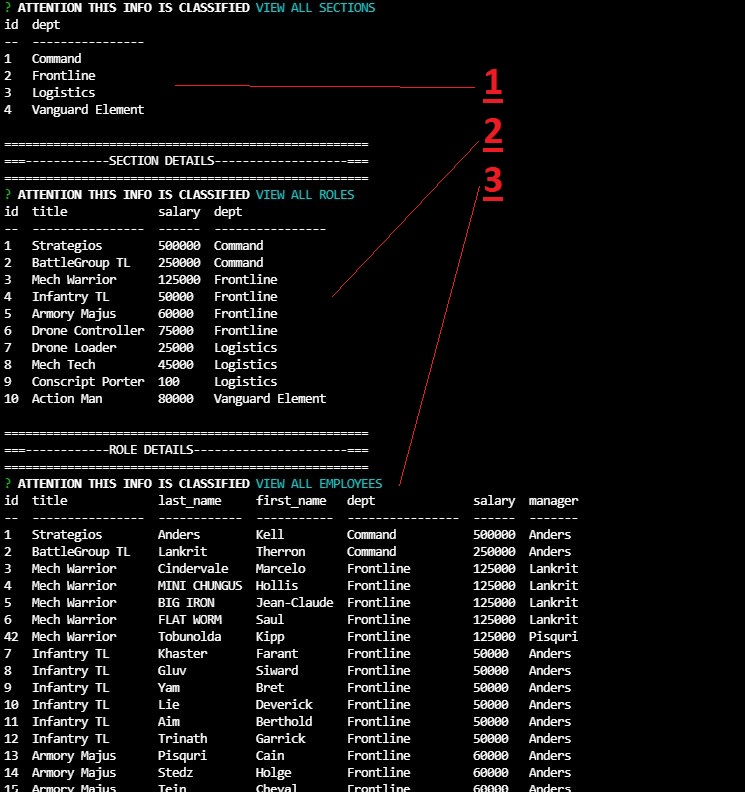 ? ATTENTION THIS INFO IS CLASSIFIED VIEW ALL SECTIONS
id  dept
--  ----------------
1   Command
2   Frontline
3   Logistics
4   Vanguard Element
1
2
3
====================================================
===------------SECTION DETAILS-------------------===
====================================================
? ATTENTION THIS INFO IS CLASSIFIED VIEW ALL ROLES
id  title             salary  dept
--  ----------------  ------  ----------------
1   Strategios        500000  Command
2   BattleGroup TL    250000  Command
3   Mech Warrior      125000  Frontline
4   Infantry TL       50000   Frontline
5   Armory Majus      60000   Frontline
6   Drone Controller  75000   Frontline
7   Drone Loader      25000   Logistics
8   Mech Tech         45000   Logistics
9   Conscript Porter  100     Logistics
10  Action Man        80000   Vanguard Element
====================================================
===------------ROLE DETAILS----------------------===
====================================================
? ATTENTION THIS INFO IS CLASSIFIED VIEW ALL EMPLOYEES
id  title             last_name     first_name   dept              salary  manager
--  ----------------  ------------  -----------  ----------------  ------  -------
1   Strategios        Anders        Kell         Command           500000  Anders
2   BattleGroup TL    Lankrit       Therron      Command           250000  Anders
3   Mech Warrior      Cindervale    Marcelo      Frontline         125000  Lankrit
4   Mech Warrior      MINI CHUNGUS  Hollis       Frontline         125000  Lankrit
5   Mech Warrior      BIG IRON      Jean-Claude  Frontline         125000  Lankrit
6   Mech Warrior      FLAT WORM     Saul         Frontline         125000  Lankrit
42  Mech Warrior      Tobunolda     Kipp         Frontline         125000  Pisquri
7   Infantry TL       Khaster       Farant       Frontline         50000   Anders
8   Infantry TL       Gluv          Siward       Frontline         50000   Anders
9   Infantry TL       Yam           Bret         Frontline         50000   Anders
10  Infantry TL       Lie           Deverick     Frontline         50000   Anders
11  Infantry TL       Aim           Berthold     Frontline         50000   Anders
12  Infantry TL       Trinath       Garrick      Frontline         50000   Anders
13  Armory Majus      Pisquri       Cain         Frontline         60000   Anders
14  Armory Majus      Stedz         Holge        Frontline         60000   Anders
15  Armory Majus      Tein          Cheval       Frontline         60000   Anders